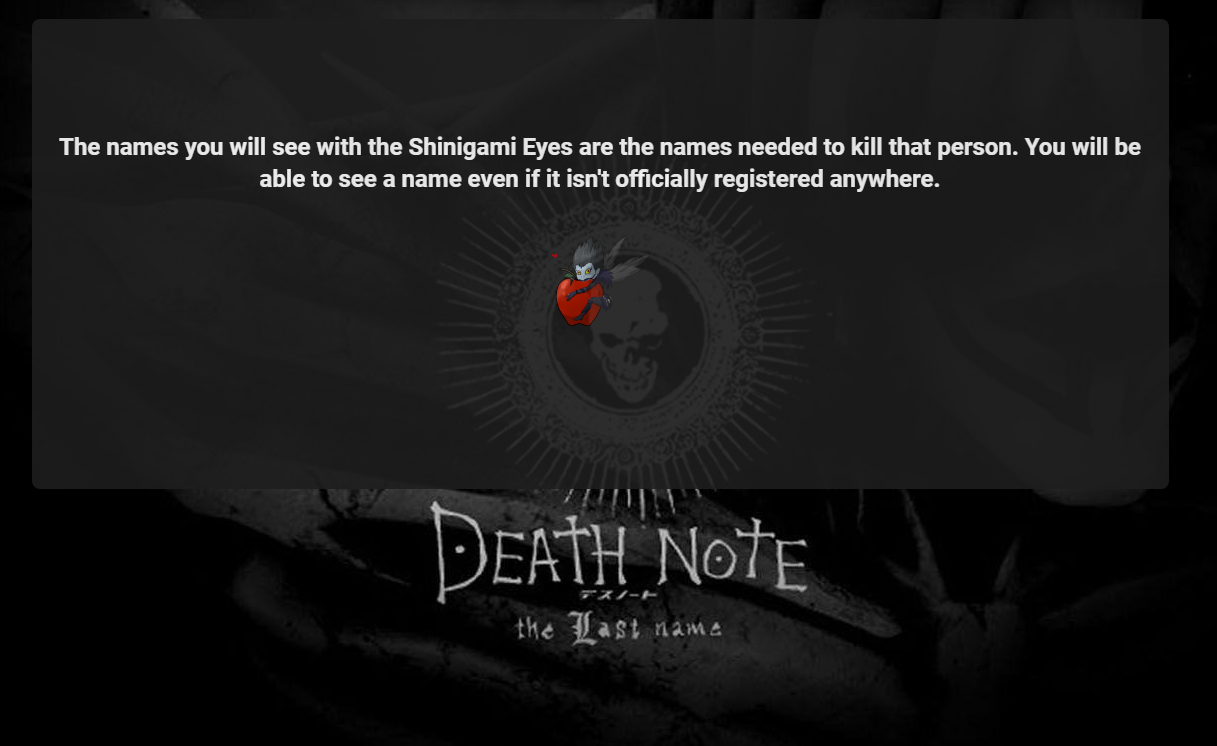 The names you will see with the Shinigami Eyes are the names needed to kill that person. You will be
able to see a name even if it isn't officially registered anywhere.
DEATH NOTE
デスノート
the Last name